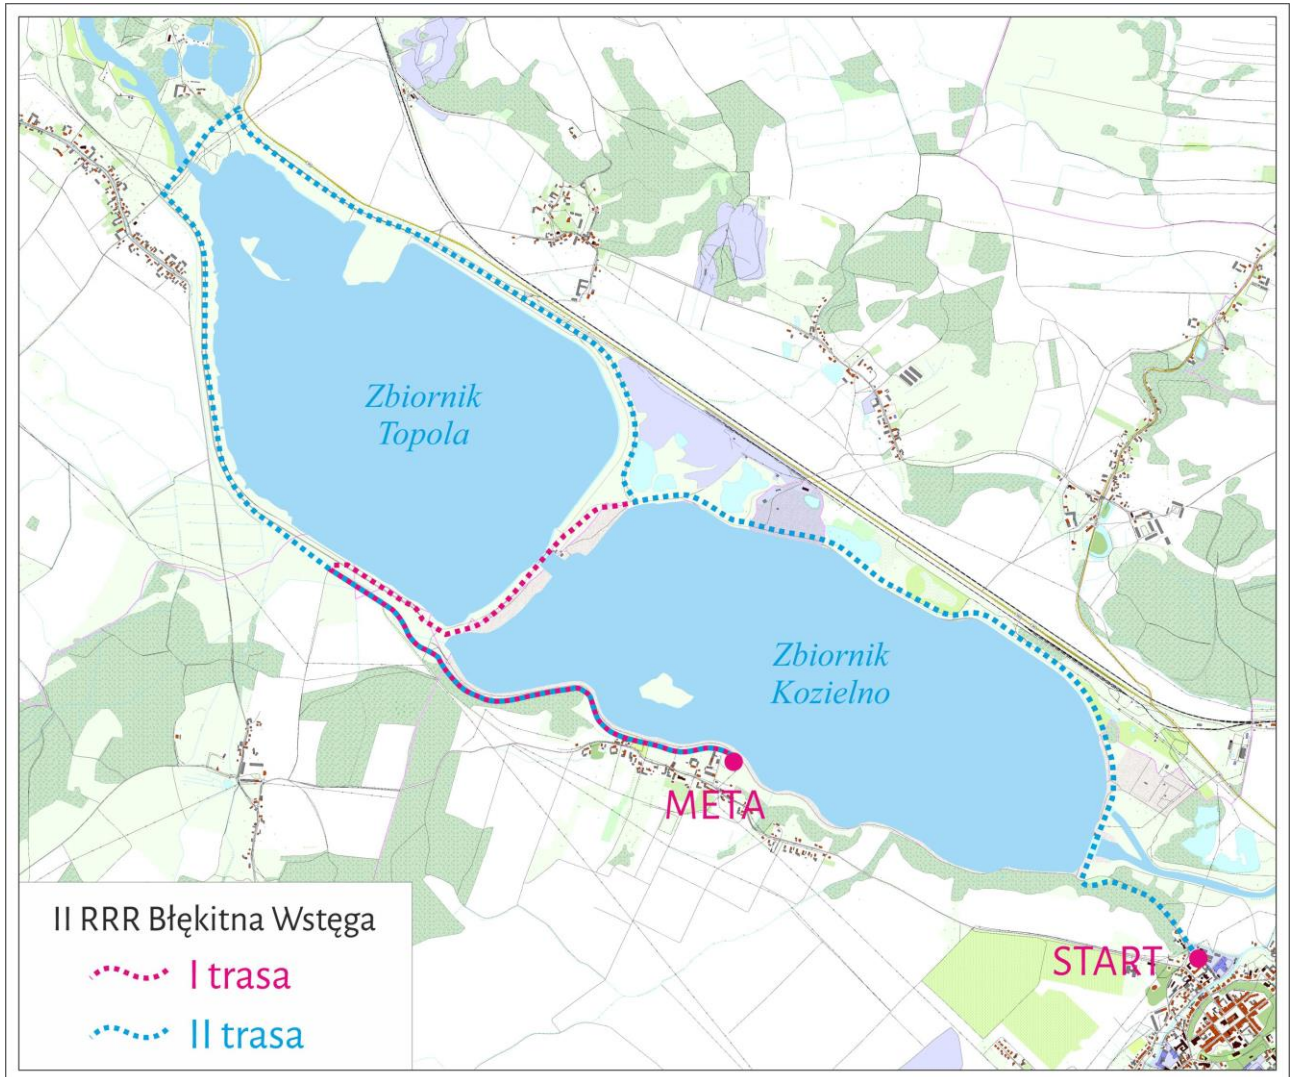 Zbiornik
Topola
Zbiornik
Kozielno
META
START
II RRR Błękitna Wstęga
I trasa
II trasa